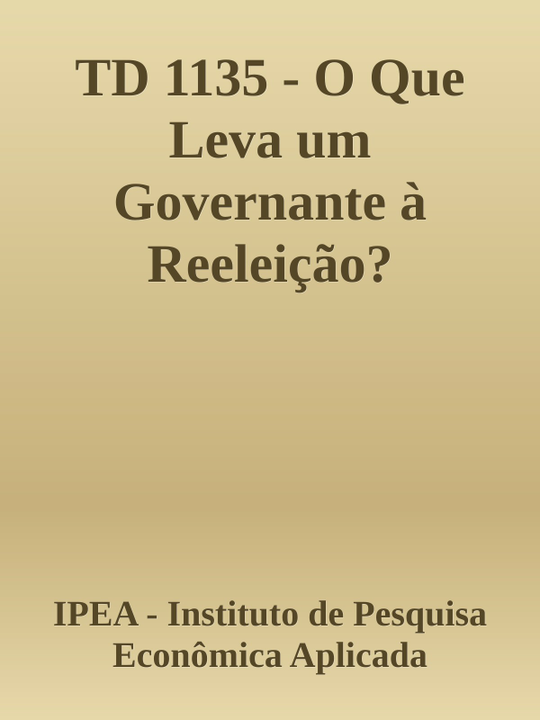 TD 1135 - O Que
Leva um
Governante à
Reeleição?
IPEA - Instituto de Pesquisa
Econômica Aplicada